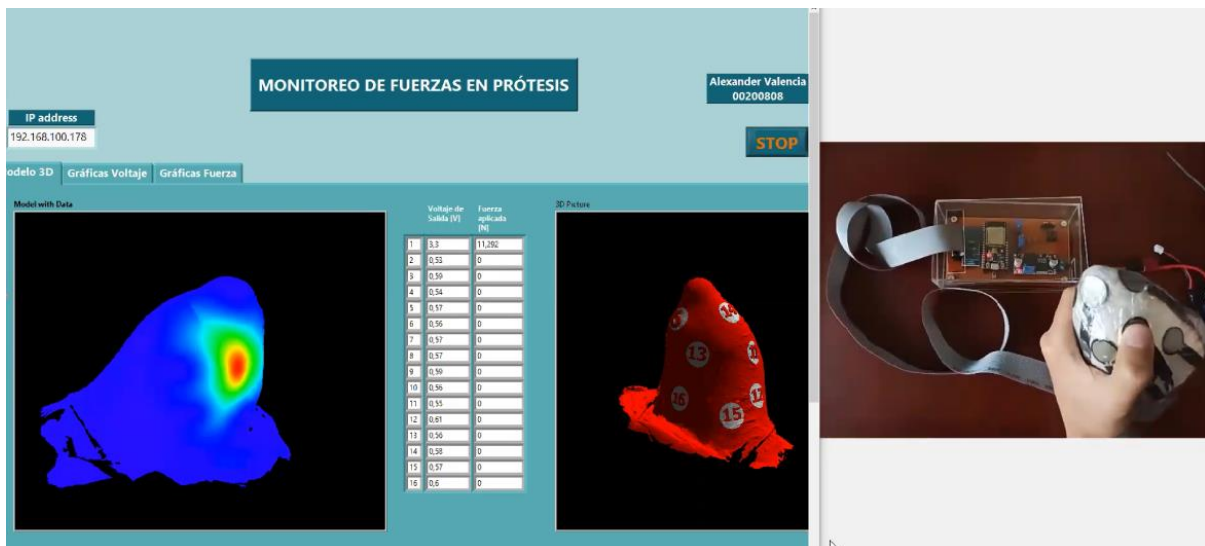 MONITOREO DE FUERZAS EN PRÓTESIS
Alexander Valencia
00200808
IP address
192.168.100.178
STOP
odelo 3D
Gráficas Voltaje
Gráficas Fuerza
Model with Data
Voltaje de
Salida [V]
Fuerza
aplicada
[N]
3D Picture
1 3,3 11,292
2 0,53 0
3 0,59 0
4 0,54 0
5 0,57 0
6 0,56 0
7 0,57 0
8 0,57 0
9 0,59 0
10 0,56 0
11 0,55 0
12 0,61 0
13 0,56 0
14 0,58 0
15 0,57 0
16 0,6 0
14
13
16
15